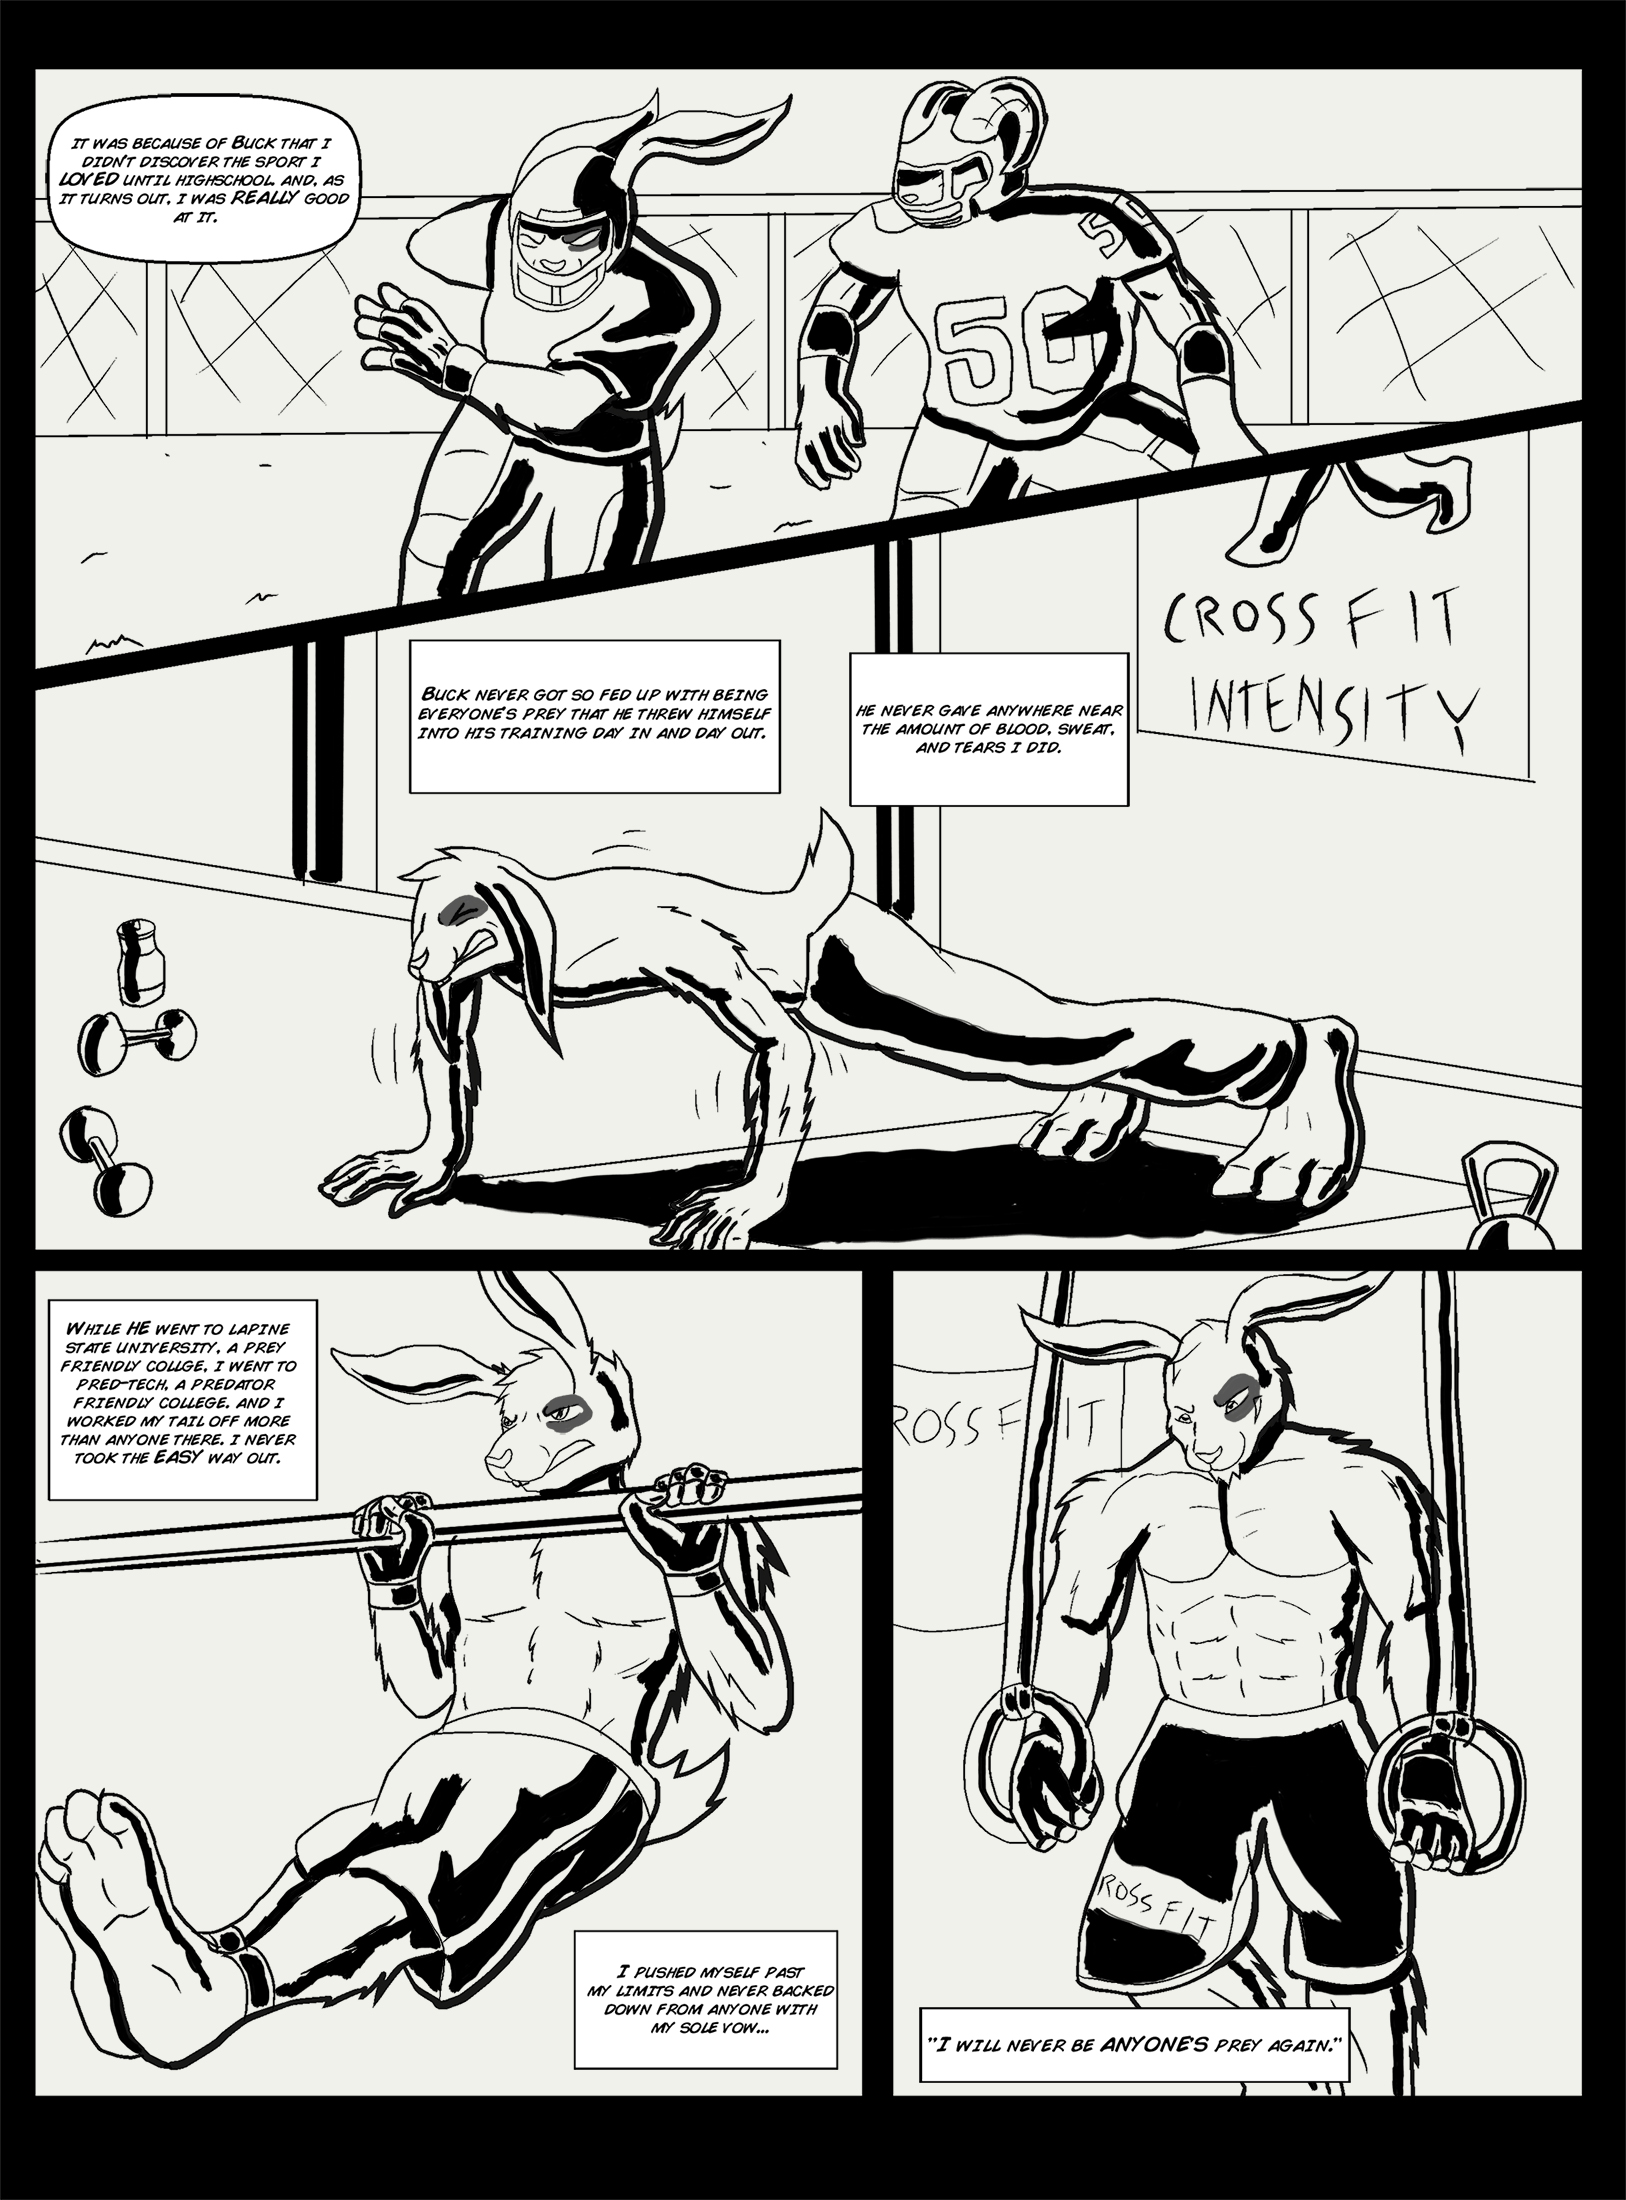 IT WAS BECAUSE OF BUCK THAT I
DIDN'T DISCOVER THE SPORT I
LOVED UNTIL HIGHSCHOOL. AND, AS
IT TURNS OUT, I WAS REALLY GOOD
AT IT.
50
50
CROSS FIT
INTENSITY
BUCK NEVER GOT SO FED UP WITH BEING
EVERYONE'S PREY THAT HE THREW HIMSELF
INTO HIS TRAINING DAY IN AND DAY OUT.
HE NEVER GAVE ANYWHERE NEAR
THE AMOUNT OF BLOOD, SWEAT,
AND TEARS I DID.
WHILE HE WENT TO LAPINE
STATE UNIVERSITY, A PREY
FRIENDLY COLLGE, I WENT TO
PRED-TECH, A PREDATOR
FRIENDLY COLLEGE. AND I
WORKED MY TAIL OFF MORE
THAN ANYONE THERE. I NEVER
TOOK THE EASY WAY OUT.
I PUSHED MYSELF PAST
MY LIMITS AND NEVER BACKED
DOWN FROM ANYONE WITH
MY SOLE VOW...
ROSS F IT
ROSS FIT
"I WILL NEVER BE ANYONE'S PREY AGAIN."